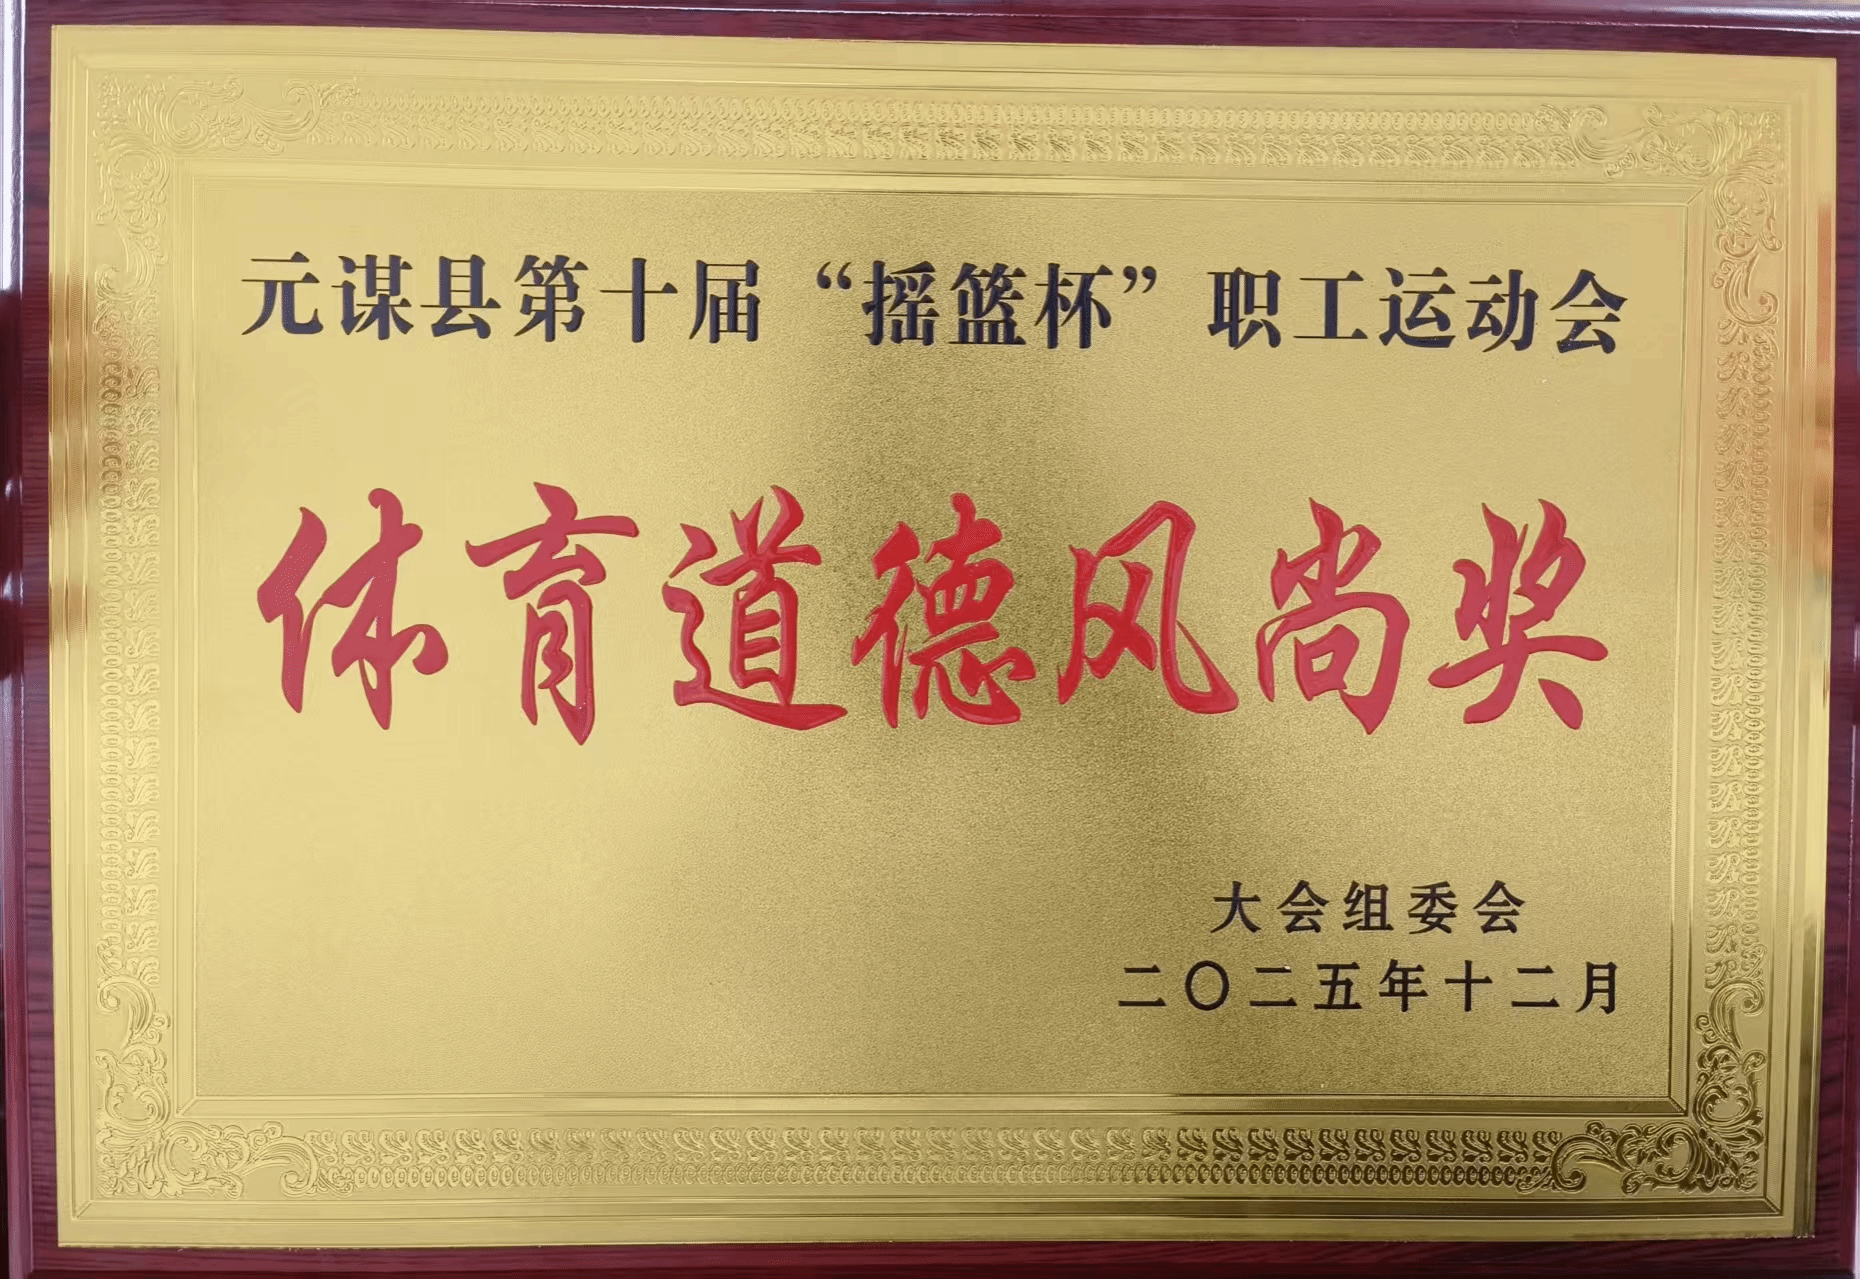 元谋县第十届“摇篮杯”职工运动会
体育道德风尚奖
大会组委会
二〇二五年十二月